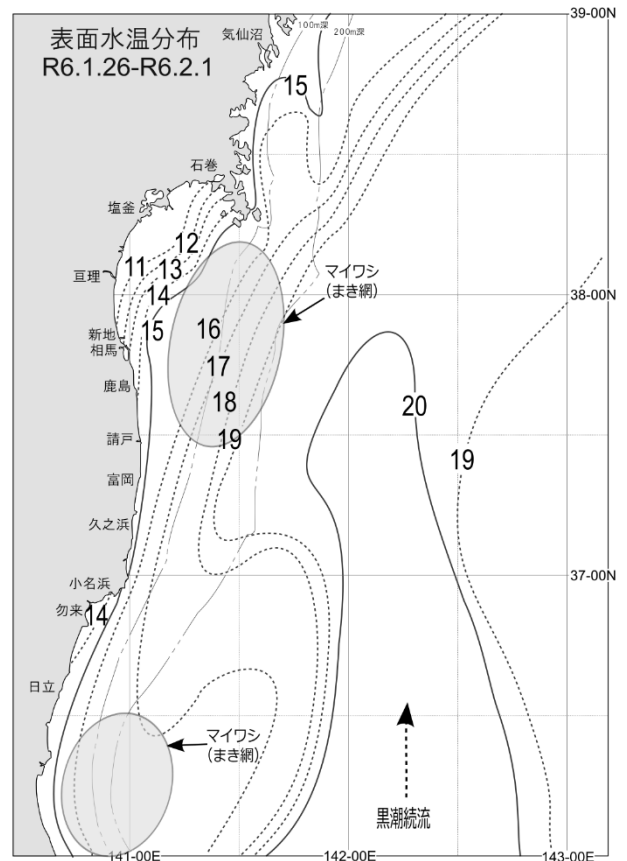 表面水温分布
R6.1.26-R6.2.1
39-00N
気仙沼
100m深
200m深
15
石巻
塩釜
12
11
13
亘理
14
マイワシ
(まき網)
38-00N
15
16
新地
相馬
17
鹿島
18
20
請戸
19
19
富岡
久之浜
37-00N
小名浜
勿来
14
日立
マイワシ
(まき網)
黒潮続流
141-00E
142-00E
143-00E